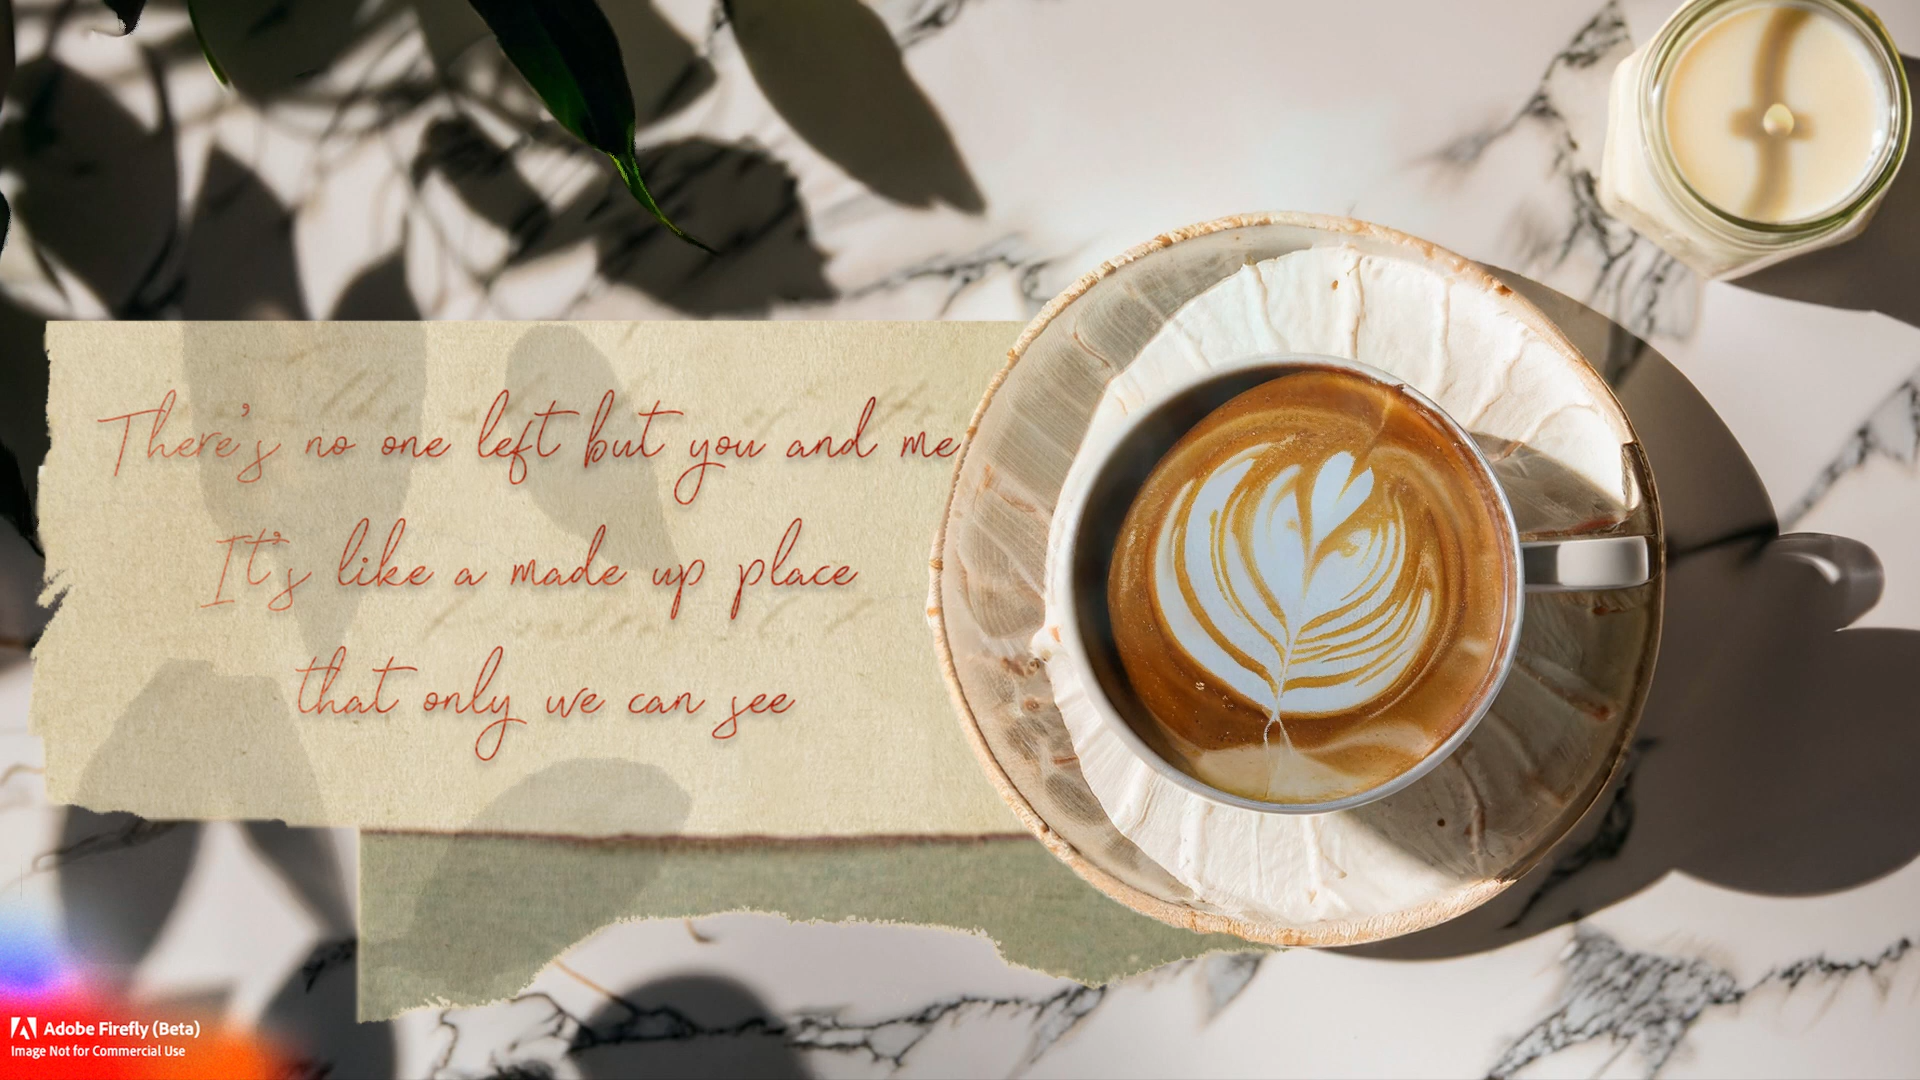 There's no one left but you and me
It's like a made up place
that only we can see
Adobe Firefly (Beta)
Image Not for Commercial Use